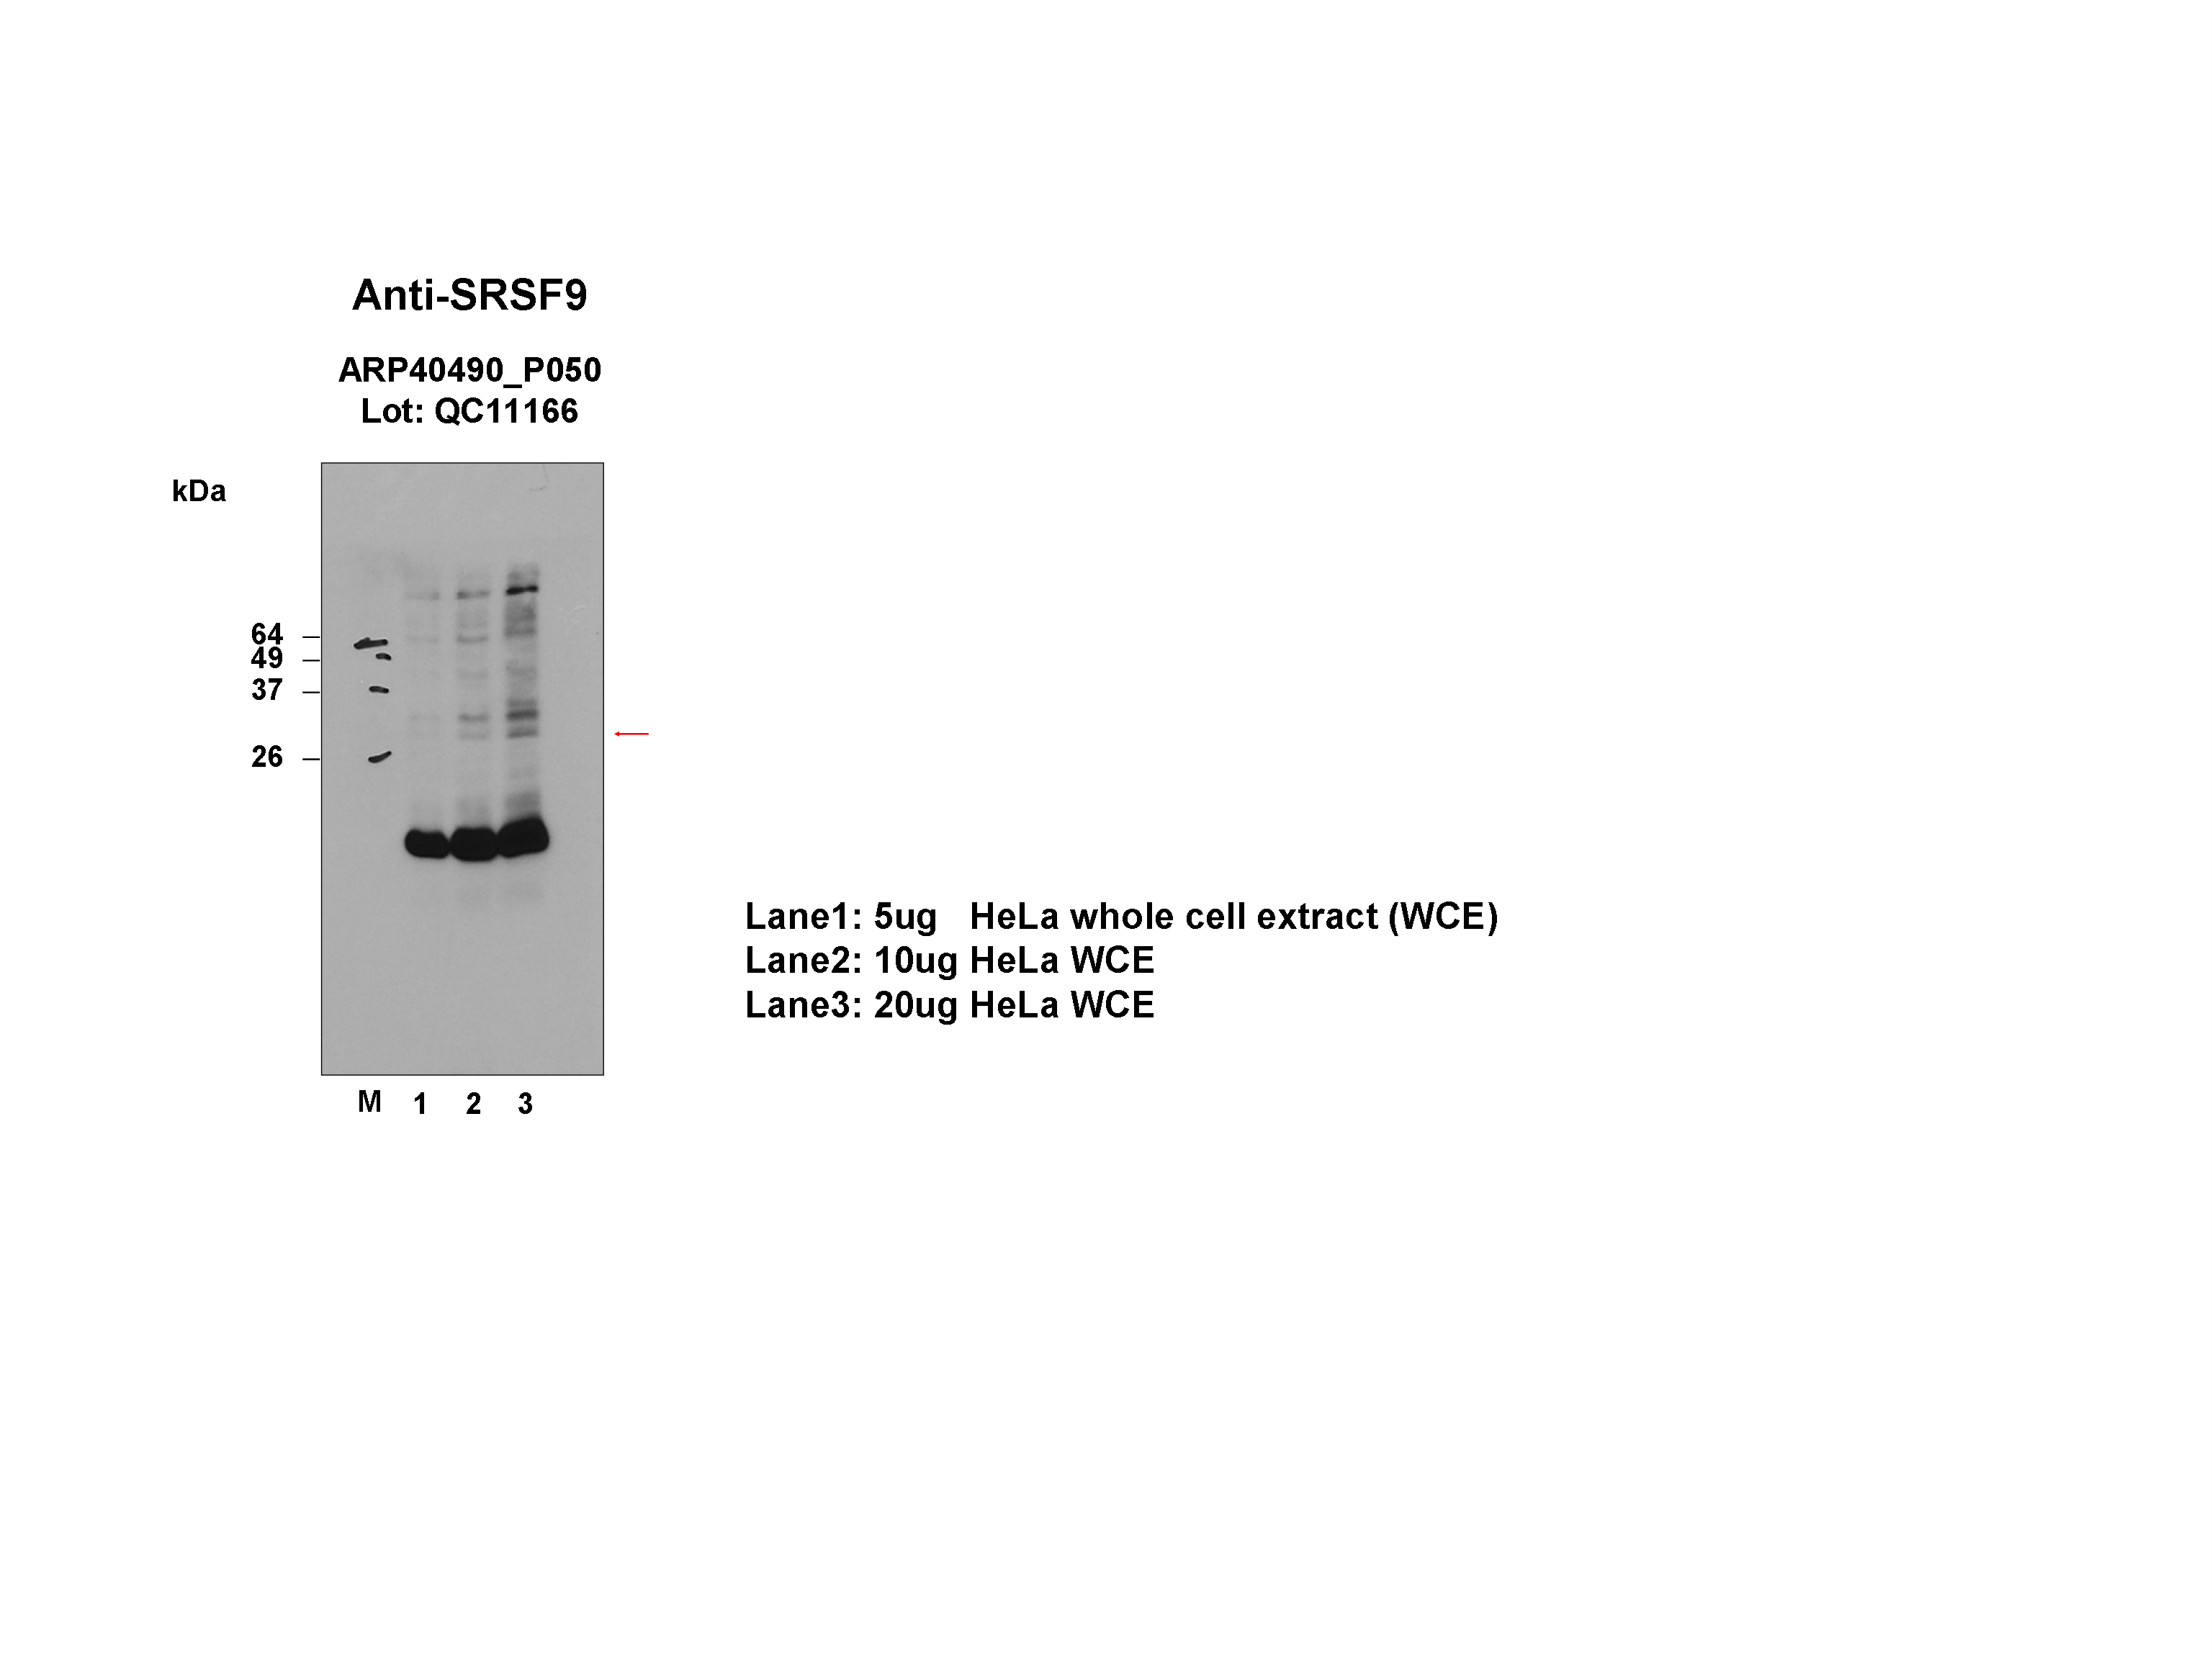 Anti-SRSF9
ARP40490_P050
Lot: QC11166
kDa
64
49
37
26
Lane1: 5ug HeLa whole cell extract (WCE)
Lane2: 10ug HeLa WCE
Lane3: 20ug HeLa WCE
M 1 2 3